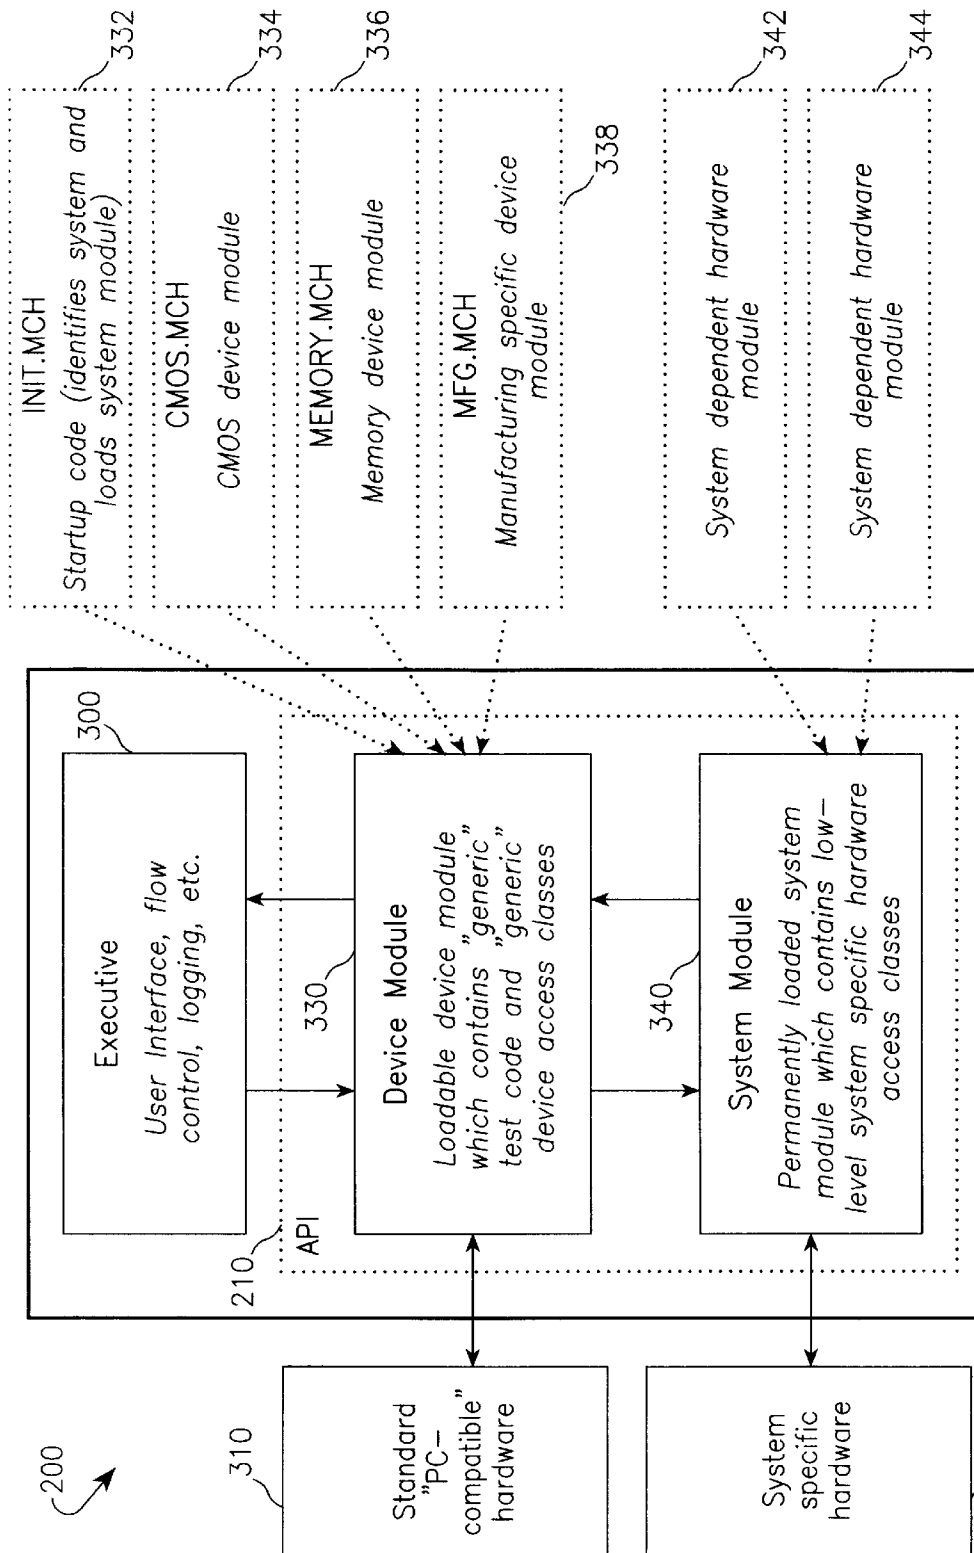 200
310
Standard
"PC-
compatible"
hardware
System
specific
hardware
210
API
300
Executive
User Interface, flow
control, logging, etc.
330
Device Module
Loadable device module
which contains "generic"
test code and "generic"
device access classes
340
System Module
Permanently loaded system
module which contains low-
level system specific hardware
access classes
332
INIT.MCH
Startup code (identifies system and
loads system module)
334
CMOS.MCH
CMOS device module
336
MEMORY.MCH
Memory device module
338
MFG.MCH
Manufacturing specific device
module
342
System dependent hardware
module
344
System dependent hardware
module